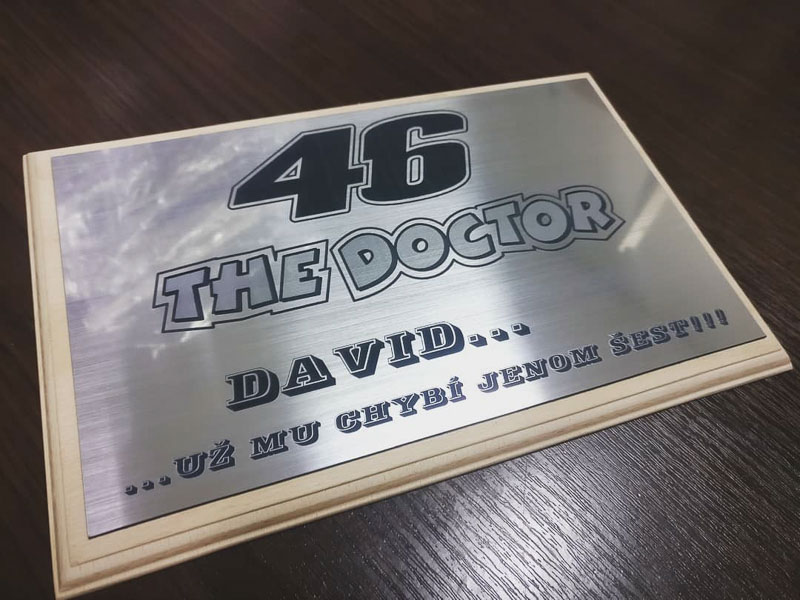 46
THE DOCTOR
DAVID...
...UŽ MU CHYBÍ JENOM ŠEST!!!